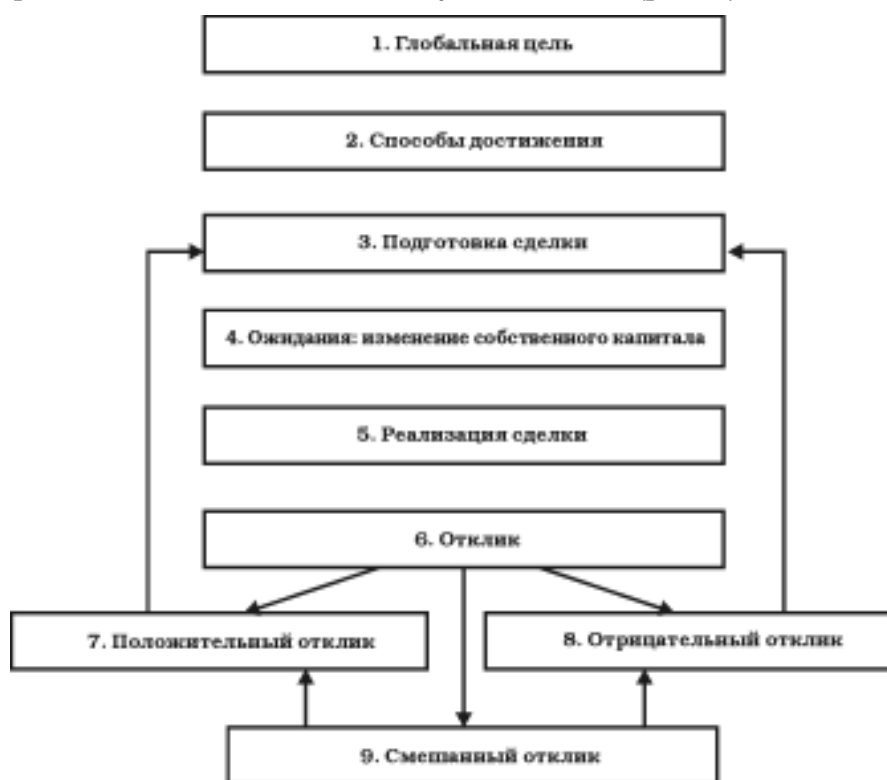 1. Глобальная цель
2. Способы достижения
3. Подготовка сделки
4. Ожидания: изменение собственного капитала
5. Реализация сделки
6. Отклик
7. Положительный отклик
8. Отрицательный отклик
9. Смешанный отклик